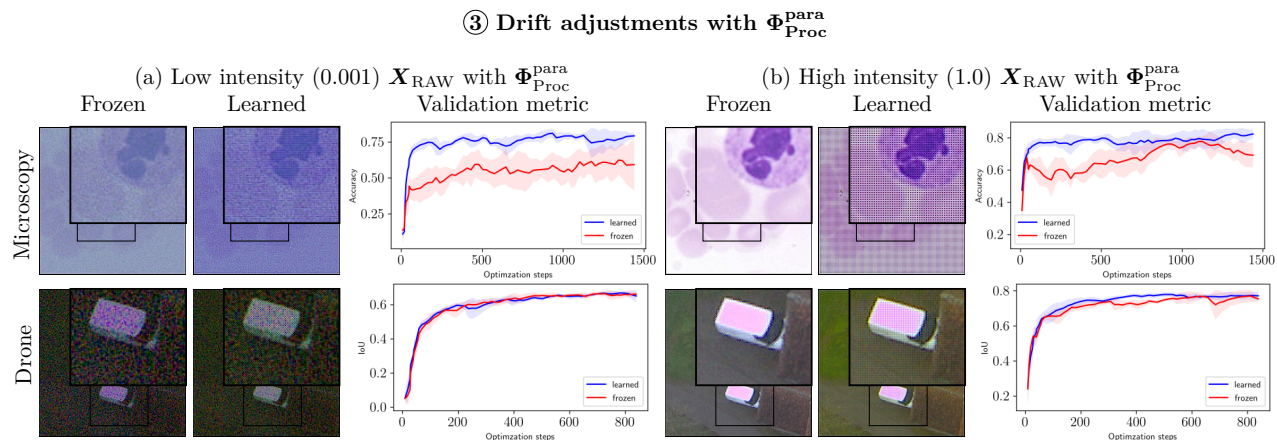 ③ Drift adjustments with Φ^para_Proc
(a) Low intensity (0.001) X_RAW with Φ^para_Proc
Frozen Learned Validation metric
Microscopy
Accuracy
0.75
0.50
0.25
learned
frozen
0 500 1000 1500
Optimzation steps
Drone
IoU
0.6
0.4
0.2
0.0
learned
frozen
0 200 400 600 800
Optimzation steps
(b) High intensity (1.0) X_RAW with Φ^para_Proc
Frozen Learned Validation metric
Accuracy
0.8
0.6
0.4
0.2
learned
frozen
0 500 1000 1500
Optimzation steps
IoU
0.8
0.6
0.4
0.2
learned
frozen
0 200 400 600 800
Optimzation steps